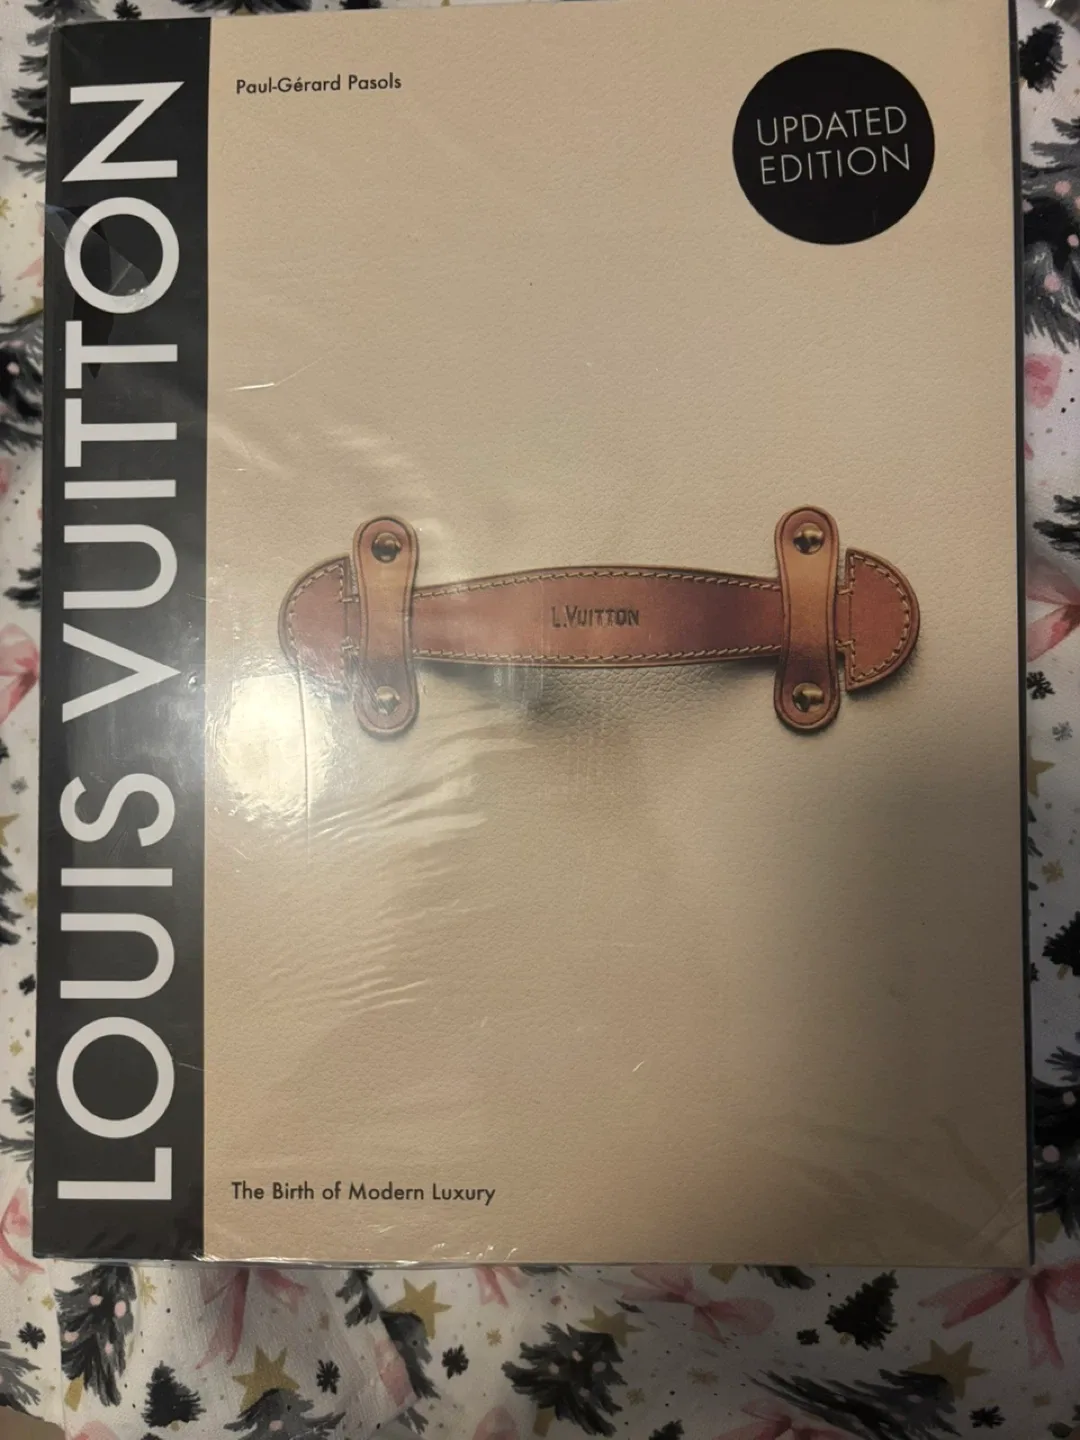 LOUIS VUITTON
Paul-Gérard Pasols
UPDATED
EDITION
L.VUITTON
The Birth of Modern Luxury